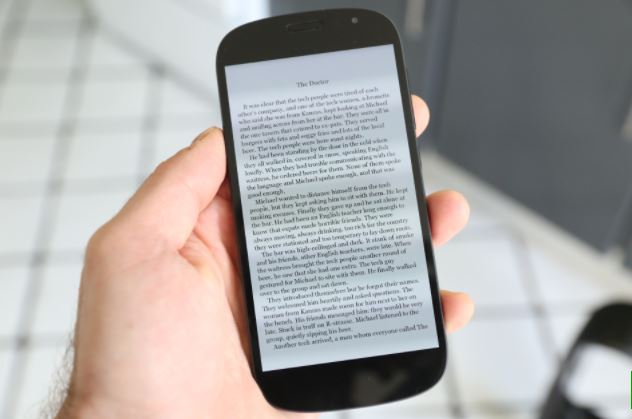 The Doctor
It was clear that the tech people were tired of each
other's company, and one of the tech women, a brunette
who said she was from Kansas, kept looking at Michael
and smiling across from her at the bar. They were all in
the one tavern that catered to ex-pats. They served
burgers with feta and soggy fries and lots of the local
beer. The tech people were here most nights.
He had been standing by the door in the cold when
they all walked in, covered in snow, speaking English
loudly. When they had trouble communicating with the
waitress, he ordered beers for them. None of them spoke
the language and Michael spoke enough, and that was
good enough.
Michael wanted to distance himself from the tech
people, but they kept asking him to sit with them. He kept
making excuses. Finally they gave up and he sat alone at
the bar. He had been an English teacher long enough to
know that expats made horrible friends. They were
always moving, always drinking, too rich for the country
they were stationed and too temporary to lay down roots.
The bar was high-ceilinged and dark. It stank of smoke
and his friends, other English teachers, were late. When
the waitress brought the tech people another round of
beer, he saw that she had one extra. The tech guy
gestured for Michael to sit with them. He finally walked
over to the group and sat down.
They introduced themselves but he forgot their names.
They welcomed him heartily and asked questions. The
woman from Kansas made room for him next to her on
the bench. His friends messaged him: they would be very
late. Stuck in traff on R-strasse. Michael listened to the
group, quietly sipping his beer.
Another tech arrived, a man whom everyone called The